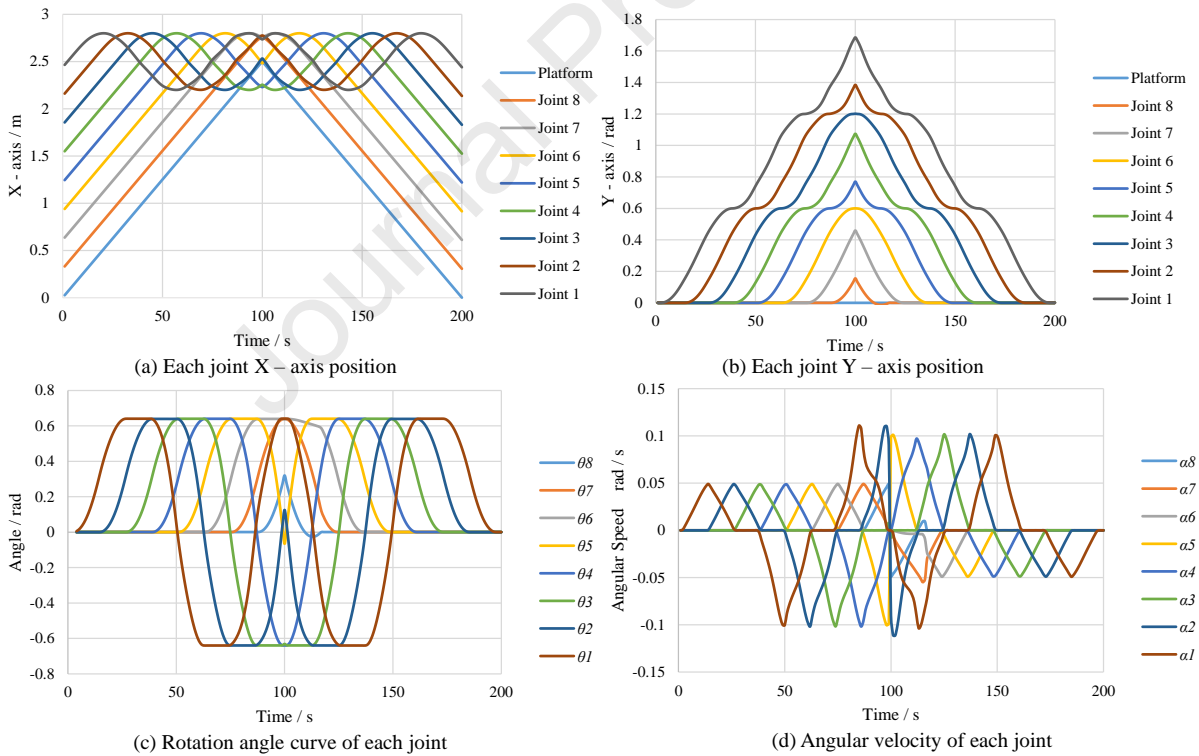 Journal Pre
3
2.5
2
1.5
1
0.5
0
X - axis / m
0 50 100 150 200
Time / s
Platform
Joint 8
Joint 7
Joint 6
Joint 5
Joint 4
Joint 3
Joint 2
Joint 1
(a) Each joint X – axis position
1.8
1.6
1.4
1.2
1
0.8
0.6
0.4
0.2
0
Y - axis / rad
0 50 100 150 200
Time / s
Platform
Joint 8
Joint 7
Joint 6
Joint 5
Joint 4
Joint 3
Joint 2
Joint 1
(b) Each joint Y – axis position
0.8
0.6
0.4
0.2
0
-0.2
-0.4
-0.6
-0.8
Angle / rad
0 50 100 150 200
Time / s
θ8
θ7
θ6
θ5
θ4
θ3
θ2
θ1
(c) Rotation angle curve of each joint
0.15
0.1
0.05
0
-0.05
-0.1
-0.15
Angular Speed rad / s
0 50 100 150 200
Time / s
α8
α7
α6
α5
α4
α3
α2
α1
(d) Angular velocity of each joint